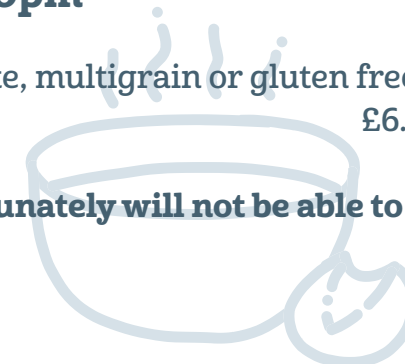 te, multigrain or gluten free
£6.
unately will not be able to